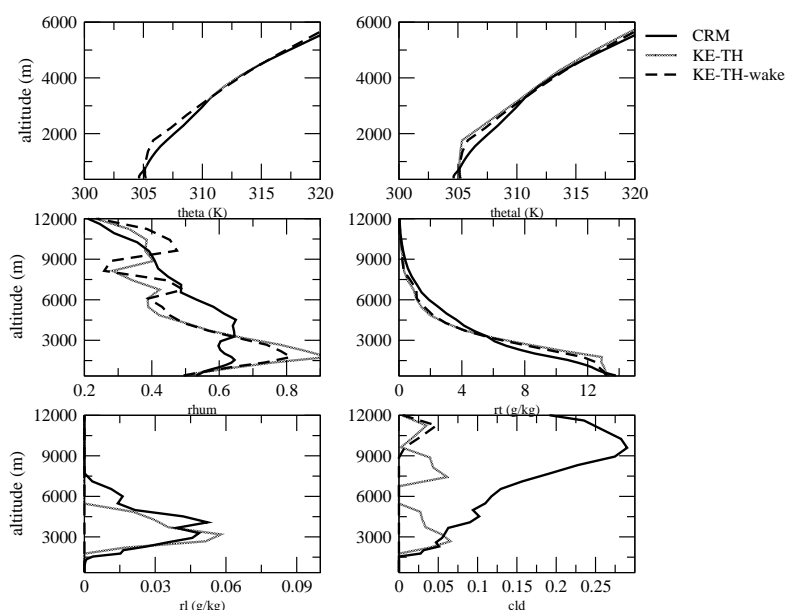 6000
4000
2000
altitude (m)
300 305 310 315 320
theta (K)
6000
4000
2000
300 305 310 315 320
thetal (K)
CRM
KE-TH
KE-TH-wake
12000
9000
6000
3000
altitude (m)
0.2 0.4 0.6 0.8
rhum
12000
9000
6000
3000
altitude (m)
0 4 8 12
rt (g/kg)
12000
9000
6000
3000
altitude (m)
0 0.03 0.06 0.09
rl (g/kg)
12000
9000
6000
3000
altitude (m)
0 0.05 0.1 0.15 0.2 0.25
cld